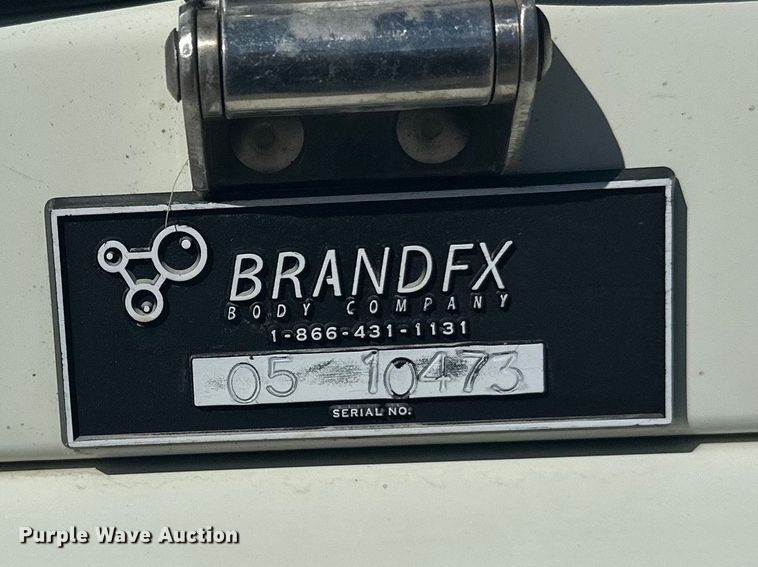 BRANDFX
BODY COMPANY
1-866-431-1131
05 10473
SERIAL NO.
Purple Wave Auction